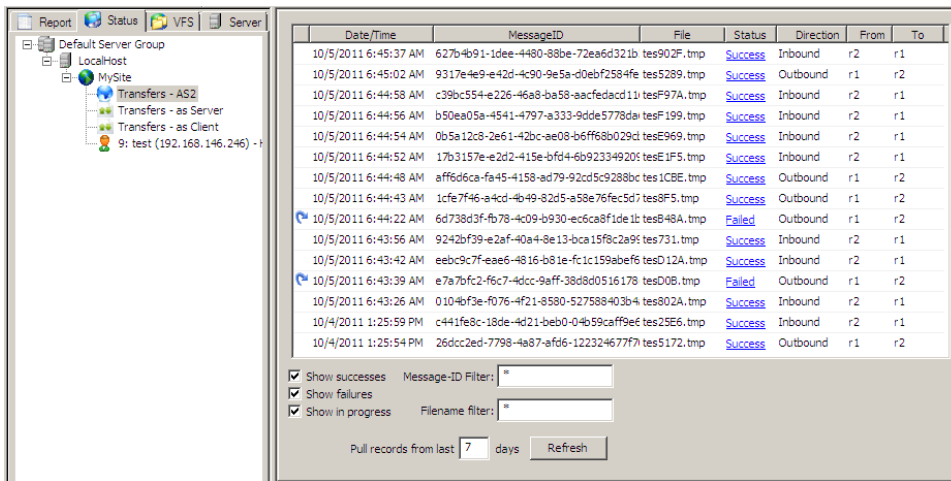 Report Status VFS Server
Default Server Group
LocalHost
MySite
Transfers - AS2
Transfers - as Server
Transfers - as Client
9: test (192.168.146.246) -
Date/Time MessageID File Status Direction From To
10/5/2011 6:45:37 AM 627b4b91-1dee-4480-88be-72ea6d321b tes902F.tmp Success Inbound r2 r1
10/5/2011 6:45:02 AM 9317e4e9-e42d-4c90-9e5a-d0ebf2584fe tes5289.tmp Success Outbound r1 r2
10/5/2011 6:44:58 AM c39bc554-e226-46a8-ba58-aacfedacd11 tesF97A.tmp Success Inbound r2 r1
10/5/2011 6:44:56 AM b50ea05a-4541-4797-a333-9dde5778da tesF199.tmp Success Inbound r2 r1
10/5/2011 6:44:54 AM 0b5a12c8-2e61-42bc-ae08-b6ff68b029 tesE969.tmp Success Inbound r2 r1
10/5/2011 6:44:52 AM 17b3157e-e2d2-415e-bfd4-6b923349209 tesE1F5.tmp Success Inbound r2 r1
10/5/2011 6:44:48 AM aff6d6ca-fa45-4158-ad79-92cd5c9288bc tes1CBE.tmp Success Outbound r1 r2
10/5/2011 6:44:43 AM 1cfe7f46-a4cd-4b49-82d5-a58e76fec5d7 tes8F5.tmp Success Outbound r1 r2
10/5/2011 6:44:22 AM 6d738d3f-fb78-4c09-b930-ec6ca8f1de1b tesB48A.tmp Failed Outbound r1 r2
10/5/2011 6:43:56 AM 9242bf39-e2af-40a4-8e13-bca15f8c2a99 tes731.tmp Success Inbound r2 r1
10/5/2011 6:43:42 AM eebc9c7f-eae6-4816-b81e-fc1c159abef6 tesD12A.tmp Success Inbound r2 r1
10/5/2011 6:43:39 AM e7a7bfc2-f6c7-4dcc-9aff-38d8d0516178 tesD0B.tmp Failed Outbound r1 r2
10/5/2011 6:43:26 AM 0104bf3e-f076-4f21-8580-527588403b4 tes802A.tmp Success Inbound r2 r1
10/4/2011 1:25:59 PM c441fe8c-18de-4d21-beb0-04b59caff9e6 tes25E6.tmp Success Inbound r2 r1
10/4/2011 1:25:54 PM 26dcc2ed-7798-4a87-afd6-122324677f7 tes5172.tmp Success Outbound r1 r2
Show successes Message-ID Filter: *
Show failures
Show in progress Filename filter: *
Pull records from last 7 days Refresh